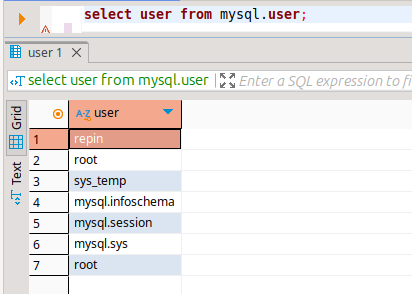 select user from mysql.user;
user 1
select user from mysql.user
Enter a SQL expression to fi
Grid
Text
A-Z user
1 repin
2 root
3 sys_temp
4 mysql.infoschema
5 mysql.session
6 mysql.sys
7 root